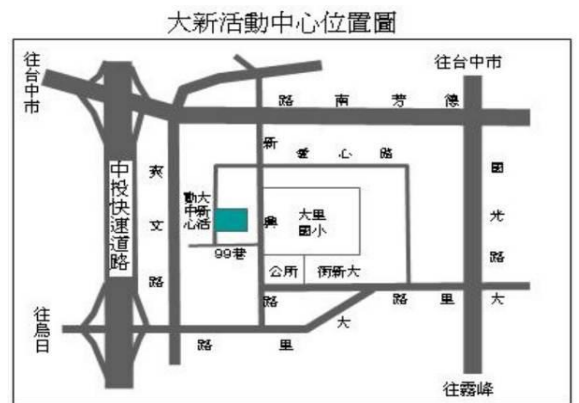 大新活動中心位置圖
往台中市
往台中市
德芳南路
愛心路
中投快速道路
爽文路
新興路
國光路
大新活
動中心
大里
國小
99巷
公所
大新街
大里路
大里路
往烏日
往霧峰